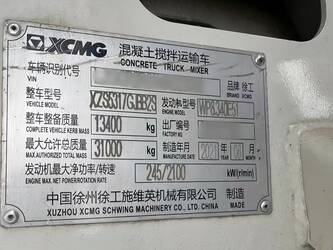 XCMG 混凝土搅拌运输车
CONCRETE TRUCK MIXER
车辆识别代号
VIN
品牌 徐工
整车型号 发动机型号
VEHICLE MODEL ENGINE MODEL WP8.340E51
整车整备质量 13400 kg 出厂编号
COMPLETE VEHICLE KERB MASS FACTORY NO
最大允许总质量 31000 kg 制造年月 年 月
MAX.AUTHORIZED TOTAL MASS MANUFACTURE DATE
发动机最大净功率/转速 245/2100 kW/(r/min)
ENGINE MAX. NET POWER/ROTATION RATE
中国徐州徐工施维英机械有限公司 制造
XUZHOU XCMG SCHWING MACHINERY CO., LTD. CHINA MADE